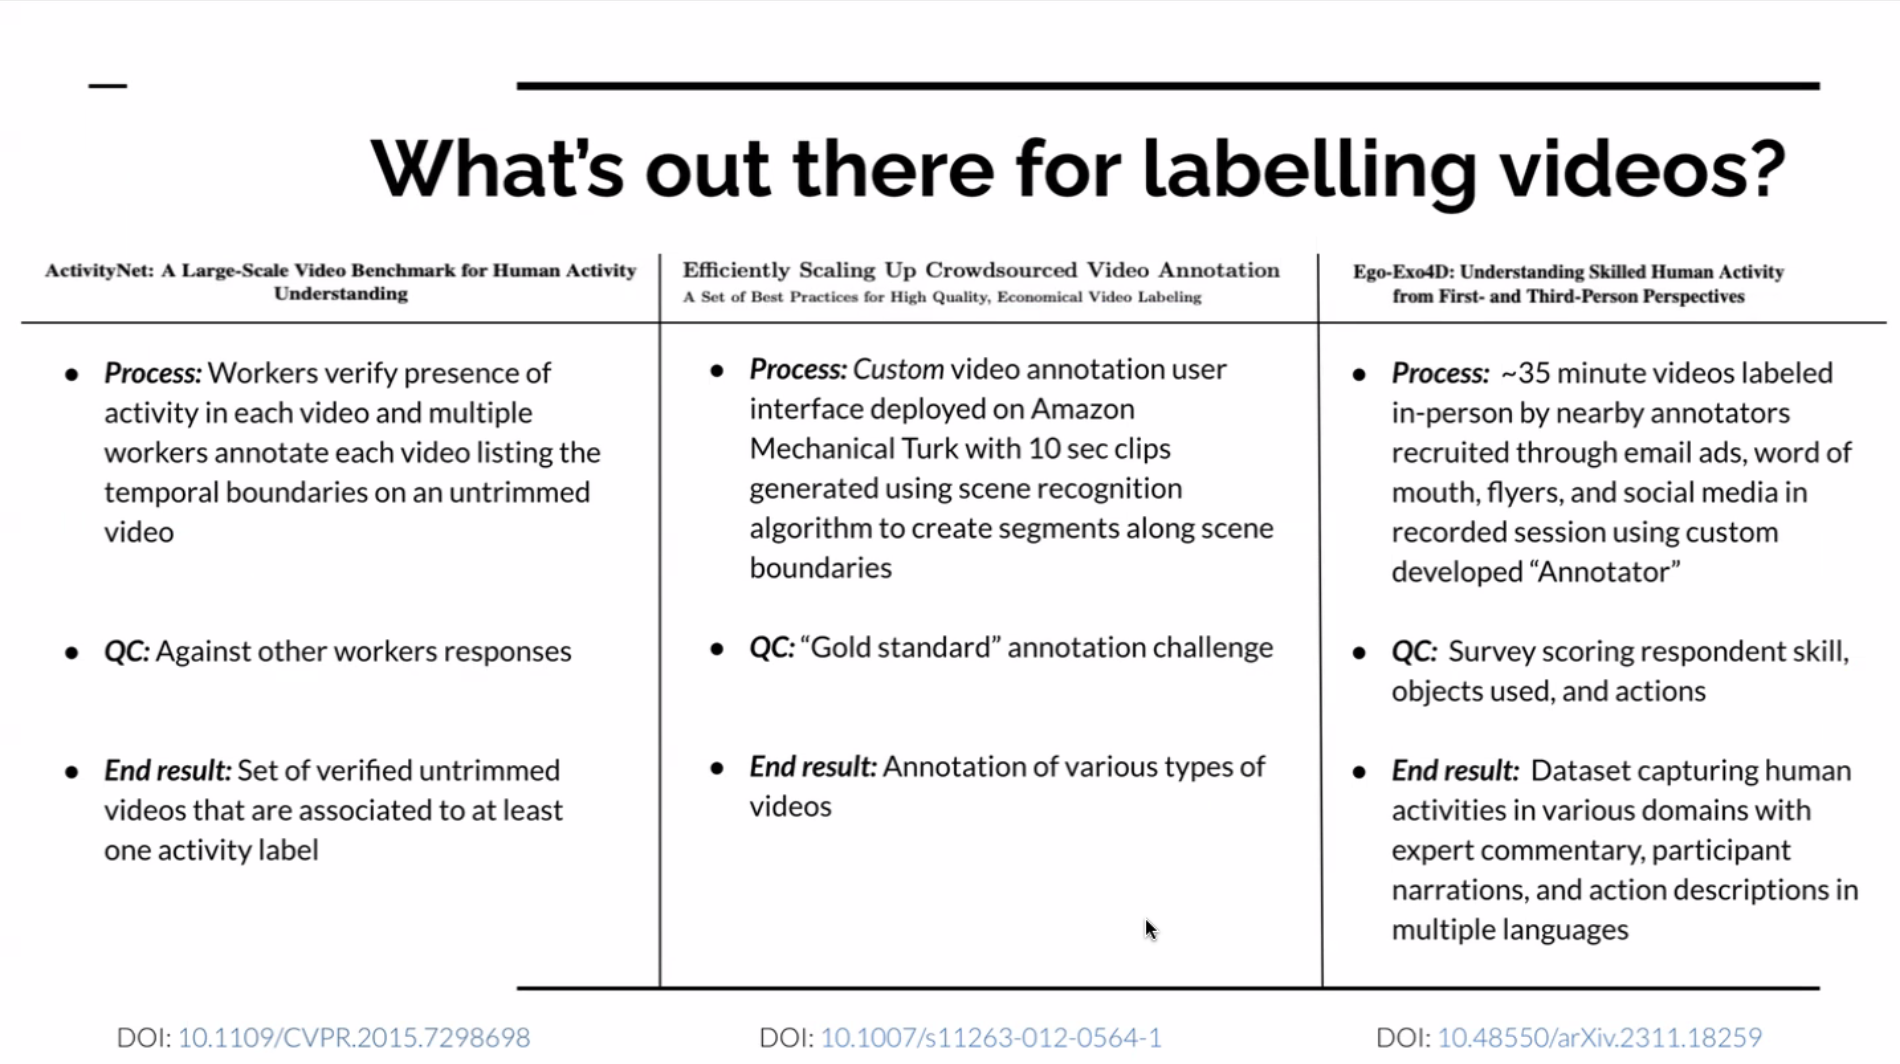 What's out there for labelling videos?
ActivityNet: A Large-Scale Video Benchmark for Human Activity
Understanding
● Process: Workers verify presence of
activity in each video and multiple
workers annotate each video listing the
temporal boundaries on an untrimmed
video
● QC: Against other workers responses
● End result: Set of verified untrimmed
videos that are associated to at least
one activity label
DOI: 10.1109/CVPR.2015.7298698
Efficiently Scaling Up Crowdsourced Video Annotation
A Set of Best Practices for High Quality, Economical Video Labeling
● Process: Custom video annotation user
interface deployed on Amazon
Mechanical Turk with 10 sec clips
generated using scene recognition
algorithm to create segments along scene
boundaries
● QC: “Gold standard” annotation challenge
● End result: Annotation of various types of
videos
DOI: 10.1007/s11263-012-0564-1
Ego-Exo4D: Understanding Skilled Human Activity
from First- and Third-Person Perspectives
● Process: ~35 minute videos labeled
in-person by nearby annotators
recruited through email ads, word of
mouth, flyers, and social media in
recorded session using custom
developed “Annotator”
● QC: Survey scoring respondent skill,
objects used, and actions
● End result: Dataset capturing human
activities in various domains with
expert commentary, participant
narrations, and action descriptions in
multiple languages
DOI: 10.48550/arXiv.2311.18259